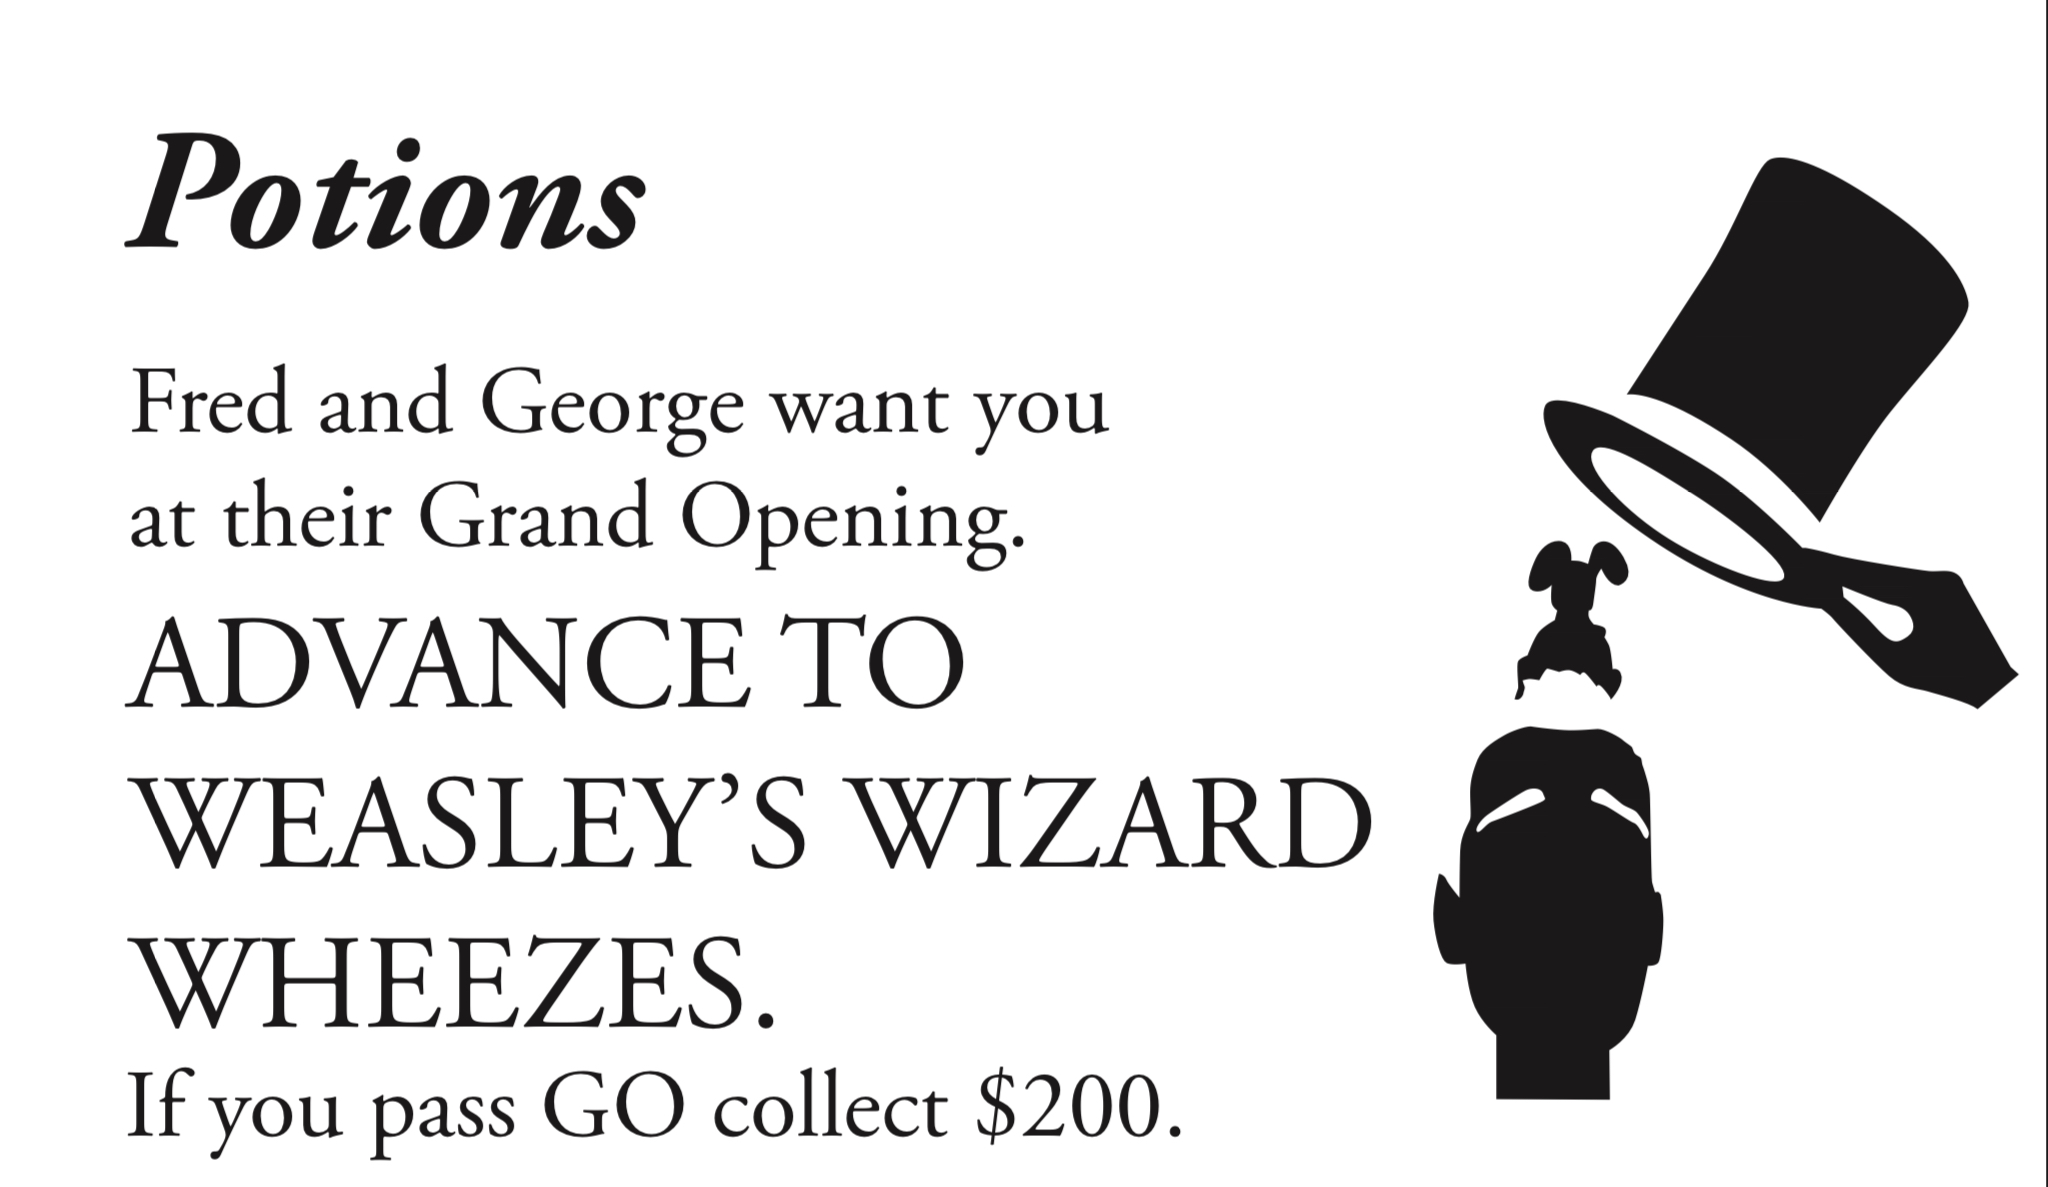 Potions
Fred and George want you
at their Grand Opening.
ADVANCE TO
WEASLEY’S WIZARD
WHEEZES.
If you pass GO collect $200.